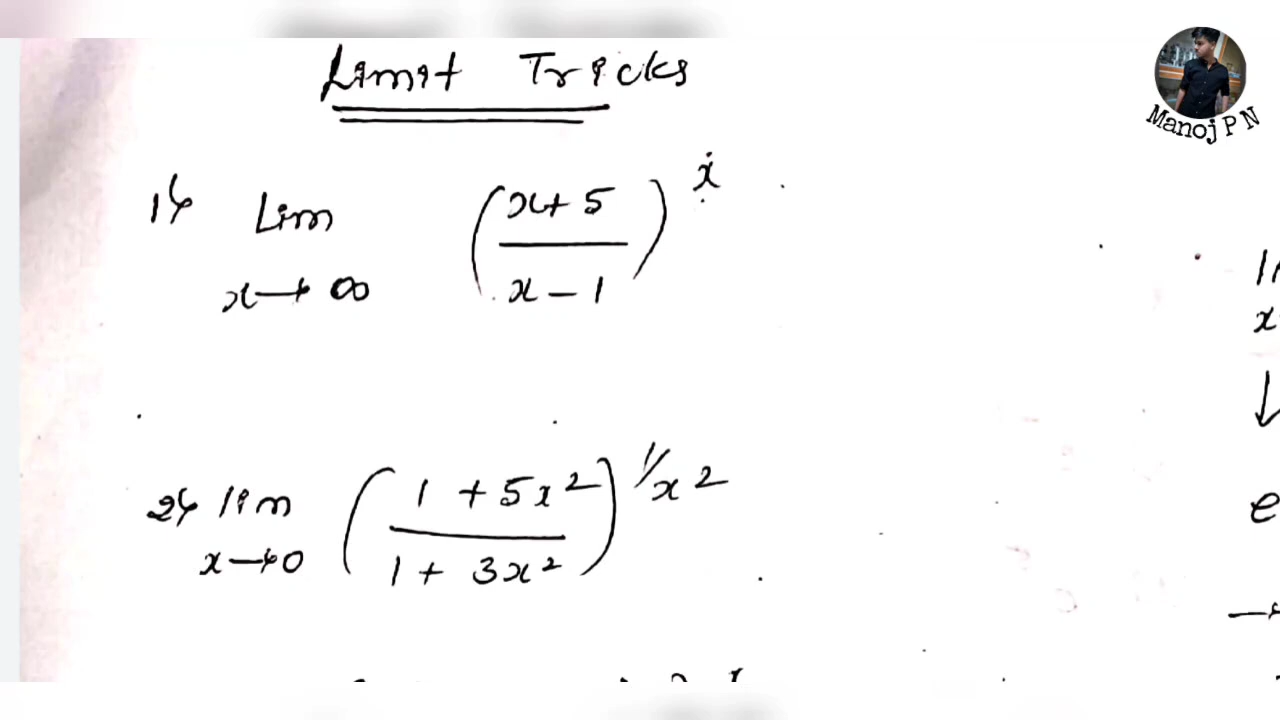 Limit Tricks
Manoj P N
1) Lim x→∞ ((x+5)/(x-1))^x
2) lim x→0 ((1 + 5x²)/(1 + 3x²))^(1/x²)
x
e